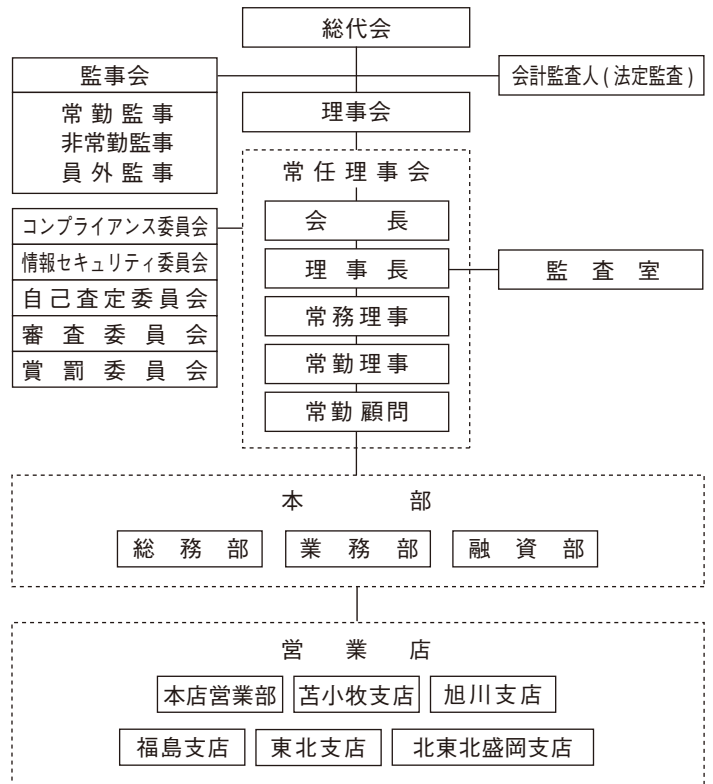 総代会
監事会
会計監査人(法定監査)
常勤監事
非常勤監事
員外監事
理事会
常任理事会
会長
理事長
常務理事
常勤理事
常勤顧問
コンプライアンス委員会
情報セキュリティ委員会
自己査定委員会
審査委員会
賞罰委員会
監査室
本部
総務部
業務部
融資部
営業店
本店営業部
苫小牧支店
旭川支店
福島支店
東北支店
北東北盛岡支店